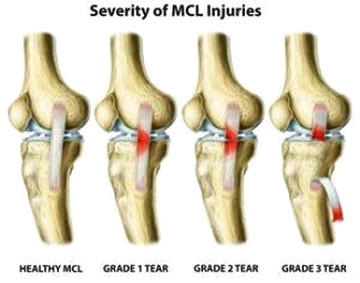 Severity of MCL Injuries
HEALTHY MCL
GRADE 1 TEAR
GRADE 2 TEAR
GRADE 3 TEAR